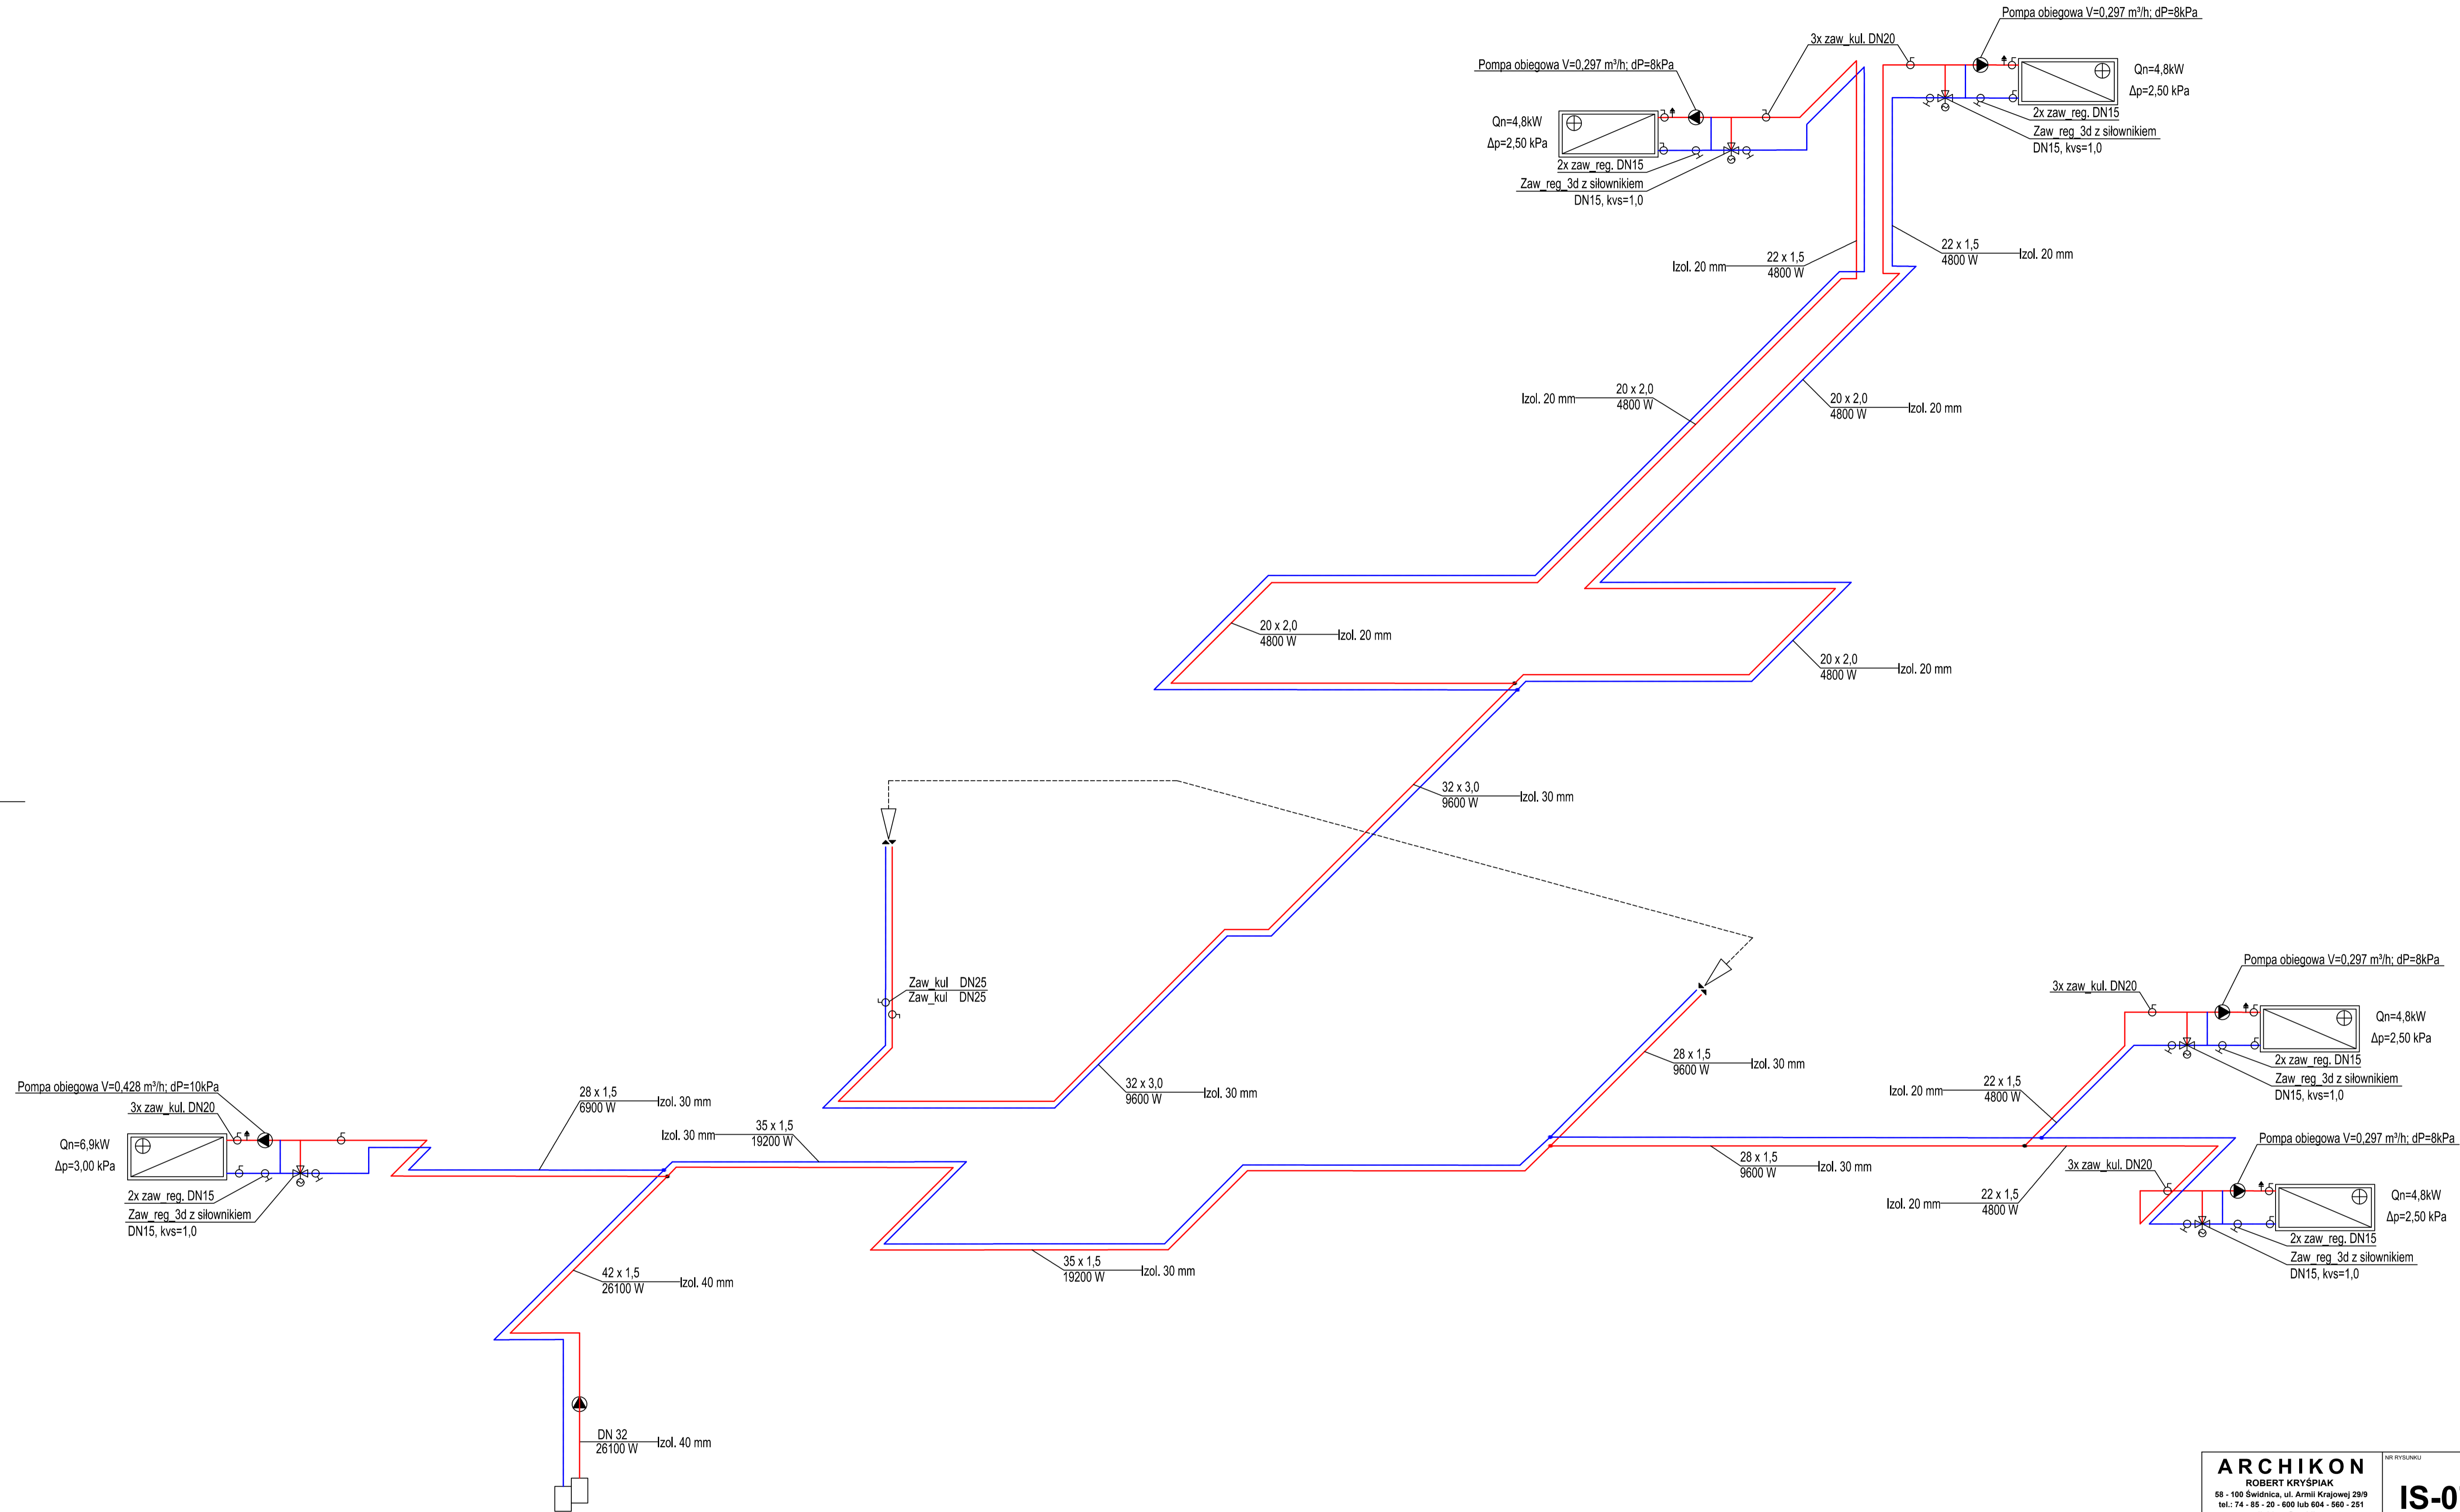 Pompa obiegowa V=0,297 m³/h; dP=8kPa
3x zaw_kul. DN20
Pompa obiegowa V=0,297 m³/h; dP=8kPa
Qn=4,8kW
Δp=2,50 kPa
2x zaw_reg. DN15
Zaw_reg_3d z siłownikiem
DN15, kvs=1,0
Qn=4,8kW
Δp=2,50 kPa
2x zaw_reg. DN15
Zaw_reg_3d z siłownikiem
DN15, kvs=1,0
22 x 1,5
4800 W
Izol. 20 mm
22 x 1,5
4800 W
Izol. 20 mm
20 x 2,0
4800 W
Izol. 20 mm
20 x 2,0
4800 W
Izol. 20 mm
20 x 2,0
4800 W
Izol. 20 mm
20 x 2,0
4800 W
Izol. 20 mm
32 x 3,0
9600 W
Izol. 30 mm
Zaw_kul DN25
Zaw_kul DN25
Pompa obiegowa V=0,297 m³/h; dP=8kPa
3x zaw_kul. DN20
Qn=4,8kW
Δp=2,50 kPa
2x zaw_reg. DN15
Zaw_reg_3d z siłownikiem
DN15, kvs=1,0
28 x 1,5
9600 W
Izol. 30 mm
Izol. 20 mm
22 x 1,5
4800 W
32 x 3,0
9600 W
Izol. 30 mm
Pompa obiegowa V=0,428 m³/h; dP=10kPa
3x zaw_kul. DN20
Qn=6,9kW
Δp=3,00 kPa
2x zaw_reg. DN15
Zaw_reg_3d z siłownikiem
DN15, kvs=1,0
28 x 1,5
6900 W
Izol. 30 mm
Izol. 30 mm
35 x 1,5
19200 W
Pompa obiegowa V=0,297 m³/h; dP=8kPa
3x zaw_kul. DN20
28 x 1,5
9600 W
Izol. 30 mm
Izol. 20 mm
22 x 1,5
4800 W
Qn=4,8kW
Δp=2,50 kPa
2x zaw_reg. DN15
Zaw_reg_3d z siłownikiem
DN15, kvs=1,0
42 x 1,5
26100 W
Izol. 40 mm
35 x 1,5
19200 W
Izol. 30 mm
DN 32
26100 W
Izol. 40 mm
ARCHIKON
ROBERT KRYŚPIAK
58 - 100 Świdnica, ul. Armii Krajowej 29/9
tel.: 74 - 85 - 20 - 600 lub 604 - 560 - 251
NR RYSUNKU
IS-0